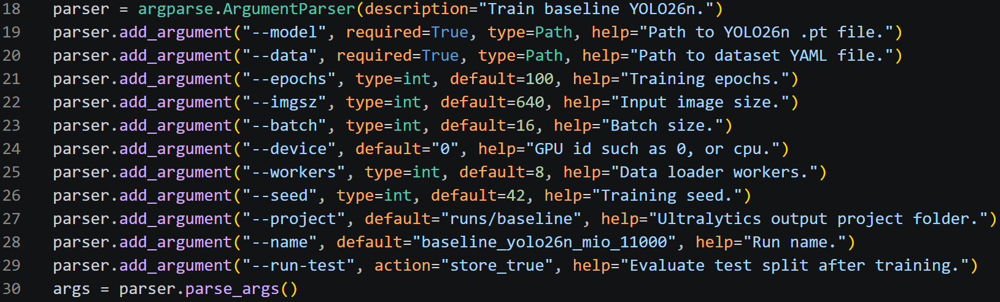 18 parser = argparse.ArgumentParser(description="Train baseline YOLO26n.")
19 parser.add_argument("--model", required=True, type=Path, help="Path to YOLO26n .pt file.")
20 parser.add_argument("--data", required=True, type=Path, help="Path to dataset YAML file.")
21 parser.add_argument("--epochs", type=int, default=100, help="Training epochs.")
22 parser.add_argument("--imgsz", type=int, default=640, help="Input image size.")
23 parser.add_argument("--batch", type=int, default=16, help="Batch size.")
24 parser.add_argument("--device", default="0", help="GPU id such as 0, or cpu.")
25 parser.add_argument("--workers", type=int, default=8, help="Data loader workers.")
26 parser.add_argument("--seed", type=int, default=42, help="Training seed.")
27 parser.add_argument("--project", default="runs/baseline", help="Ultralytics output project folder.")
28 parser.add_argument("--name", default="baseline_yolo26n_mio_11000", help="Run name.")
29 parser.add_argument("--run-test", action="store_true", help="Evaluate test split after training.")
30 args = parser.parse_args()